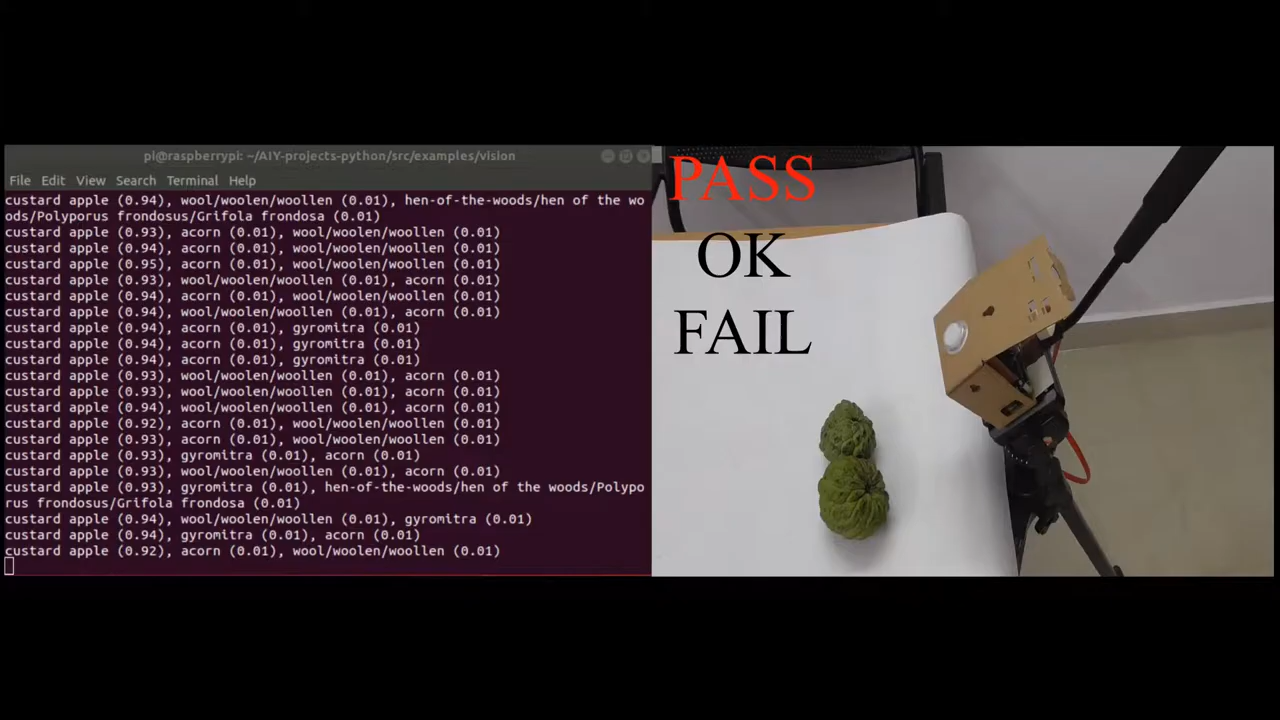 pi@raspberrypi: ~/AIY-projects-python/src/examples/vision
File Edit View Search Terminal Help
custard apple (0.94), wool/woolen/woollen (0.01), hen-of-the-woods/hen of the wo
ods/Polyporus frondosus/Grifola frondosa (0.01)
custard apple (0.93), acorn (0.01), wool/woolen/woollen (0.01)
custard apple (0.94), acorn (0.01), wool/woolen/woollen (0.01)
custard apple (0.95), acorn (0.01), wool/woolen/woollen (0.01)
custard apple (0.93), wool/woolen/woollen (0.01), acorn (0.01)
custard apple (0.94), acorn (0.01), wool/woolen/woollen (0.01)
custard apple (0.94), wool/woolen/woollen (0.01), acorn (0.01)
custard apple (0.94), acorn (0.01), gyromitra (0.01)
custard apple (0.94), acorn (0.01), gyromitra (0.01)
custard apple (0.94), acorn (0.01), gyromitra (0.01)
custard apple (0.93), wool/woolen/woollen (0.01), acorn (0.01)
custard apple (0.93), wool/woolen/woollen (0.01), acorn (0.01)
custard apple (0.94), wool/woolen/woollen (0.01), acorn (0.01)
custard apple (0.92), acorn (0.01), wool/woolen/woollen (0.01)
custard apple (0.93), acorn (0.01), wool/woolen/woollen (0.01)
custard apple (0.93), gyromitra (0.01), acorn (0.01)
custard apple (0.93), wool/woolen/woollen (0.01), acorn (0.01)
custard apple (0.93), gyromitra (0.01), hen-of-the-woods/hen of the woods/Polypo
rus frondosus/Grifola frondosa (0.01)
custard apple (0.94), wool/woolen/woollen (0.01), gyromitra (0.01)
custard apple (0.94), gyromitra (0.01), acorn (0.01)
custard apple (0.92), acorn (0.01), wool/woolen/woollen (0.01)
PASS
OK
FAIL